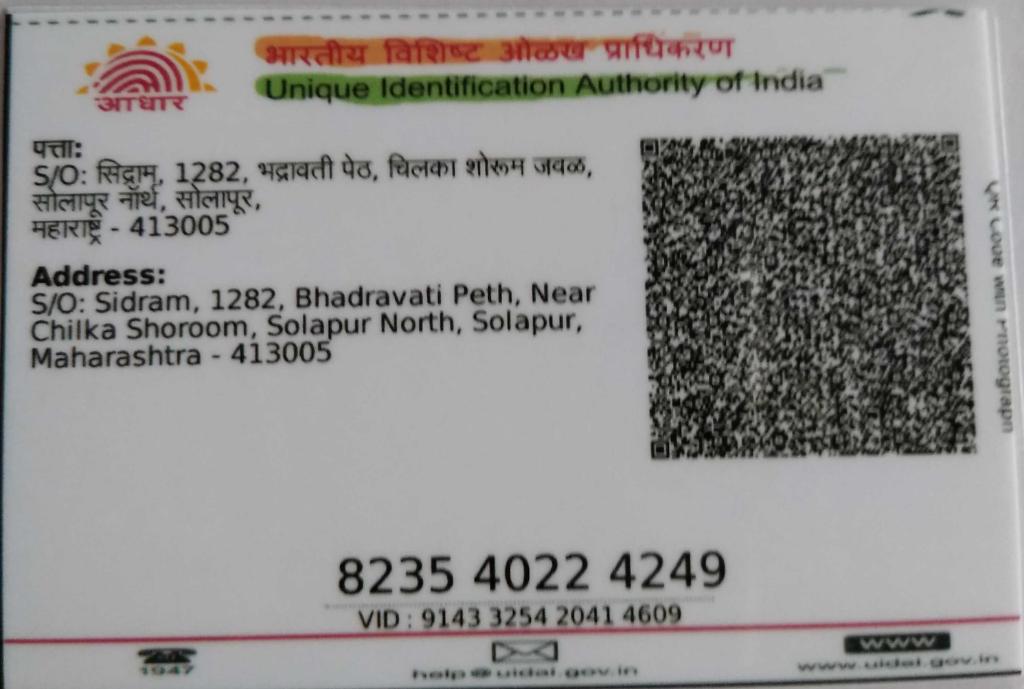 भारतीय विशिष्ट ओळख प्राधिकरण
Unique Identification Authority of India
आधार
पत्ता:
S/O: सिद्राम, 1282, भद्रावती पेठ, चिलका शोरूम जवळ,
सोलापूर नॉर्थ, सोलापूर,
महाराष्ट्र - 413005
Address:
S/O: Sidram, 1282, Bhadravati Peth, Near
Chilka Shoroom, Solapur North, Solapur,
Maharashtra - 413005
QR Code with Photograph
8235 4022 4249
VID : 9143 3254 2041 4609
1947
help@uidai.gov.in
WWW
www.uidai.gov.in